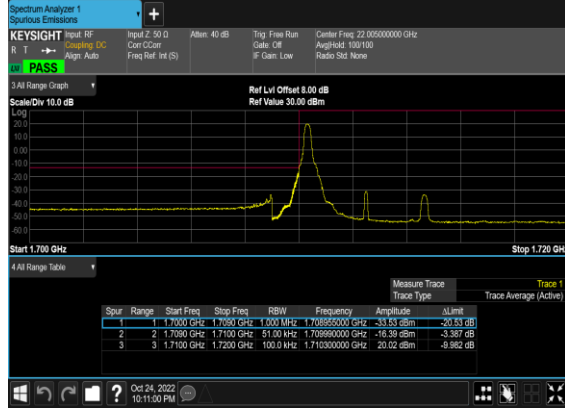 Spectrum Analyzer 1
Spurious Emissions
+
KEYSIGHT Input: RF Input Z: 50 Ω Atten: 40 dB Trig: Free Run Center Freq: 22.005000000 GHz
R T Coupling: DC Corr CCorr Gate: Off Avg|Hold: 100/100
Align: Auto Freq Ref: Int (S) IF Gain: Low Radio Std: None
PASS
3 All Range Graph
Ref Lvl Offset 8.00 dB
Scale/Div 10.0 dB Ref Value 30.00 dBm
Log
20.0
10.0
0.00
-10.0
-20.0
-30.0
-40.0
-50.0
-60.0
Start 1.700 GHz Stop 1.720 GHz
4 All Range Table
Measure Trace Trace 1
Trace Type Trace Average (Active)
Spur Range Start Freq Stop Freq RBW Frequency Amplitude ΔLimit
1 1 1.7000 GHz 1.7090 GHz 1.000 MHz 1.708955000 GHz -33.53 dBm -20.53 dB
2 2 1.7090 GHz 1.7100 GHz 51.00 kHz 1.709990000 GHz -16.39 dBm -3.387 dB
3 3 1.7100 GHz 1.7200 GHz 100.0 kHz 1.710300000 GHz 20.02 dBm -9.982 dB
? Oct 24, 2022
10:11:00 PM